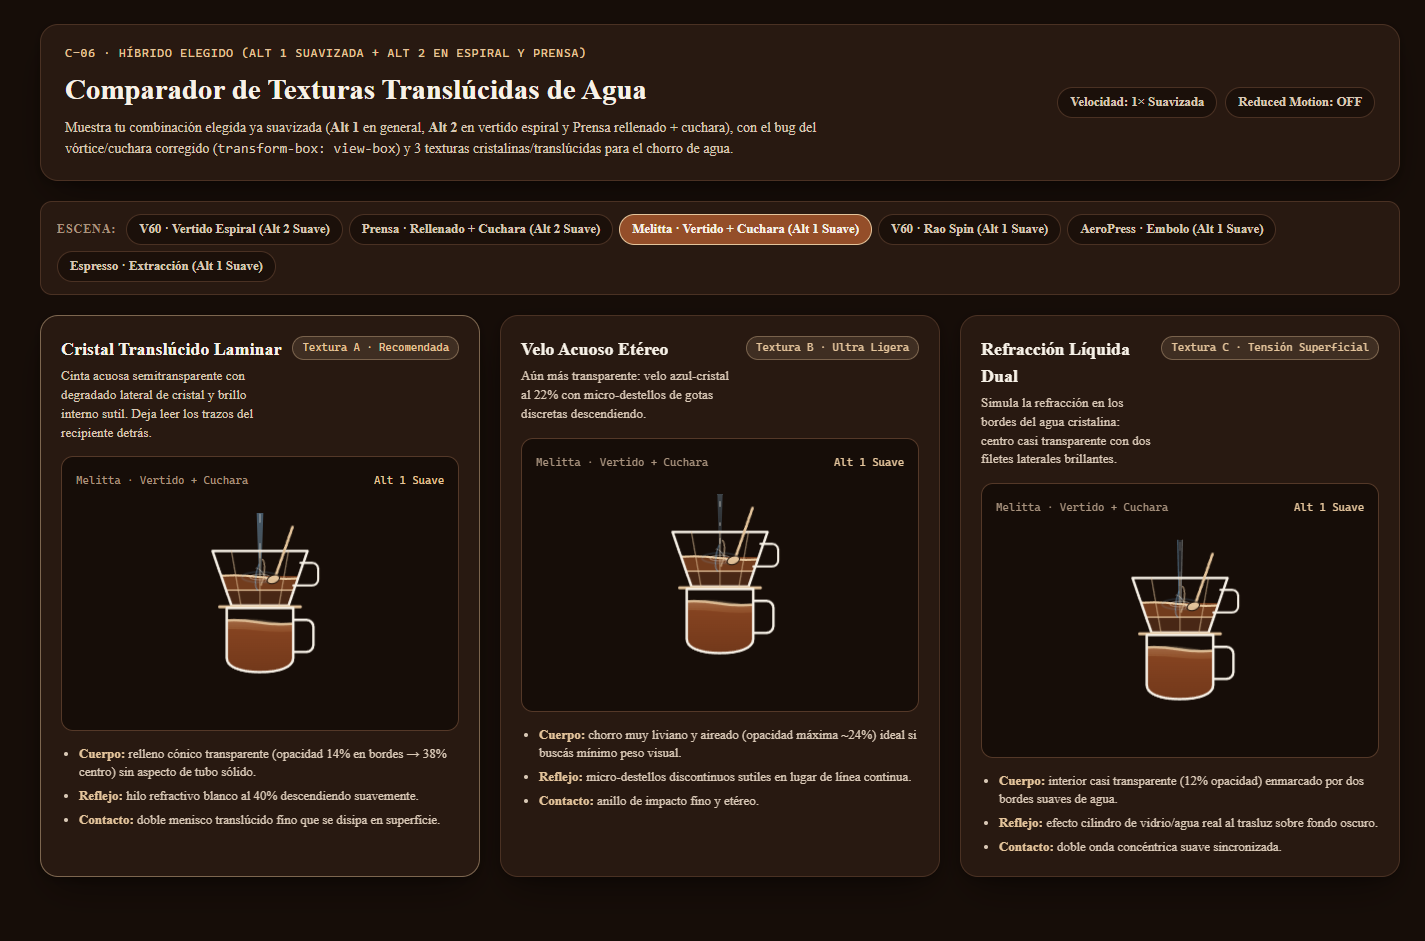 C-06 · HÍBRIDO ELEGIDO (ALT 1 SUAVIZADA + ALT 2 EN ESPIRAL Y PRENSA)
Comparador de Texturas Translúcidas de Agua
Muestra tu combinación elegida ya suavizada (Alt 1 en general, Alt 2 en vertido espiral y Prensa rellenado + cuchara), con el bug del
vórtice/cuchara corregido (transform-box: view-box) y 3 texturas cristalinas/translúcidas para el chorro de agua.
Velocidad: 1× Suavizada
Reduced Motion: OFF
ESCENA:
V60 · Vertido Espiral (Alt 2 Suave)
Prensa · Rellenado + Cuchara (Alt 2 Suave)
Melitta · Vertido + Cuchara (Alt 1 Suave)
V60 · Rao Spin (Alt 1 Suave)
AeroPress · Embolo (Alt 1 Suave)
Espresso · Extracción (Alt 1 Suave)
Cristal Translúcido Laminar
Textura A · Recomendada
Cinta acuosa semitransparente con
degradado lateral de cristal y brillo
interno sutil. Deja leer los trazos del
recipiente detrás.
Melitta · Vertido + Cuchara
Alt 1 Suave
• Cuerpo: relleno cónico transparente (opacidad 14% en bordes → 38%
centro) sin aspecto de tubo sólido.
• Reflejo: hilo refractivo blanco al 40% descendiendo suavemente.
• Contacto: doble menisco translúcido fino que se disipa en superficie.
Velo Acuoso Etéreo
Textura B · Ultra Ligera
Aún más transparente: velo azul-cristal
al 22% con micro-destellos de gotas
discretas descendiendo.
Melitta · Vertido + Cuchara
Alt 1 Suave
• Cuerpo: chorro muy liviano y aireado (opacidad máxima ~24%) ideal si
buscás mínimo peso visual.
• Reflejo: micro-destellos discontinuos sutiles en lugar de línea continua.
• Contacto: anillo de impacto fino y etéreo.
Refracción Líquida
Dual
Textura C · Tensión Superficial
Simula la refracción en los
bordes del agua cristalina:
centro casi transparente con dos
filetes laterales brillantes.
Melitta · Vertido + Cuchara
Alt 1 Suave
• Cuerpo: interior casi transparente (12% opacidad) enmarcado por dos
bordes suaves de agua.
• Reflejo: efecto cilindro de vidrio/agua real al trasluz sobre fondo oscuro.
• Contacto: doble onda concéntrica suave sincronizada.